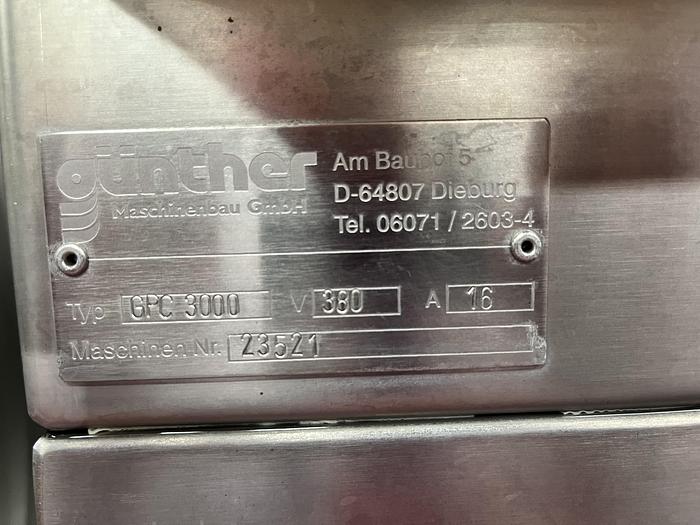 günther
Maschinenbau GmbH
Am Bauhof 5
D-64807 Dieburg
Tel. 06071 / 2603-4
Typ GPC 3000 V 380 A 16
Maschinen Nr. 23521